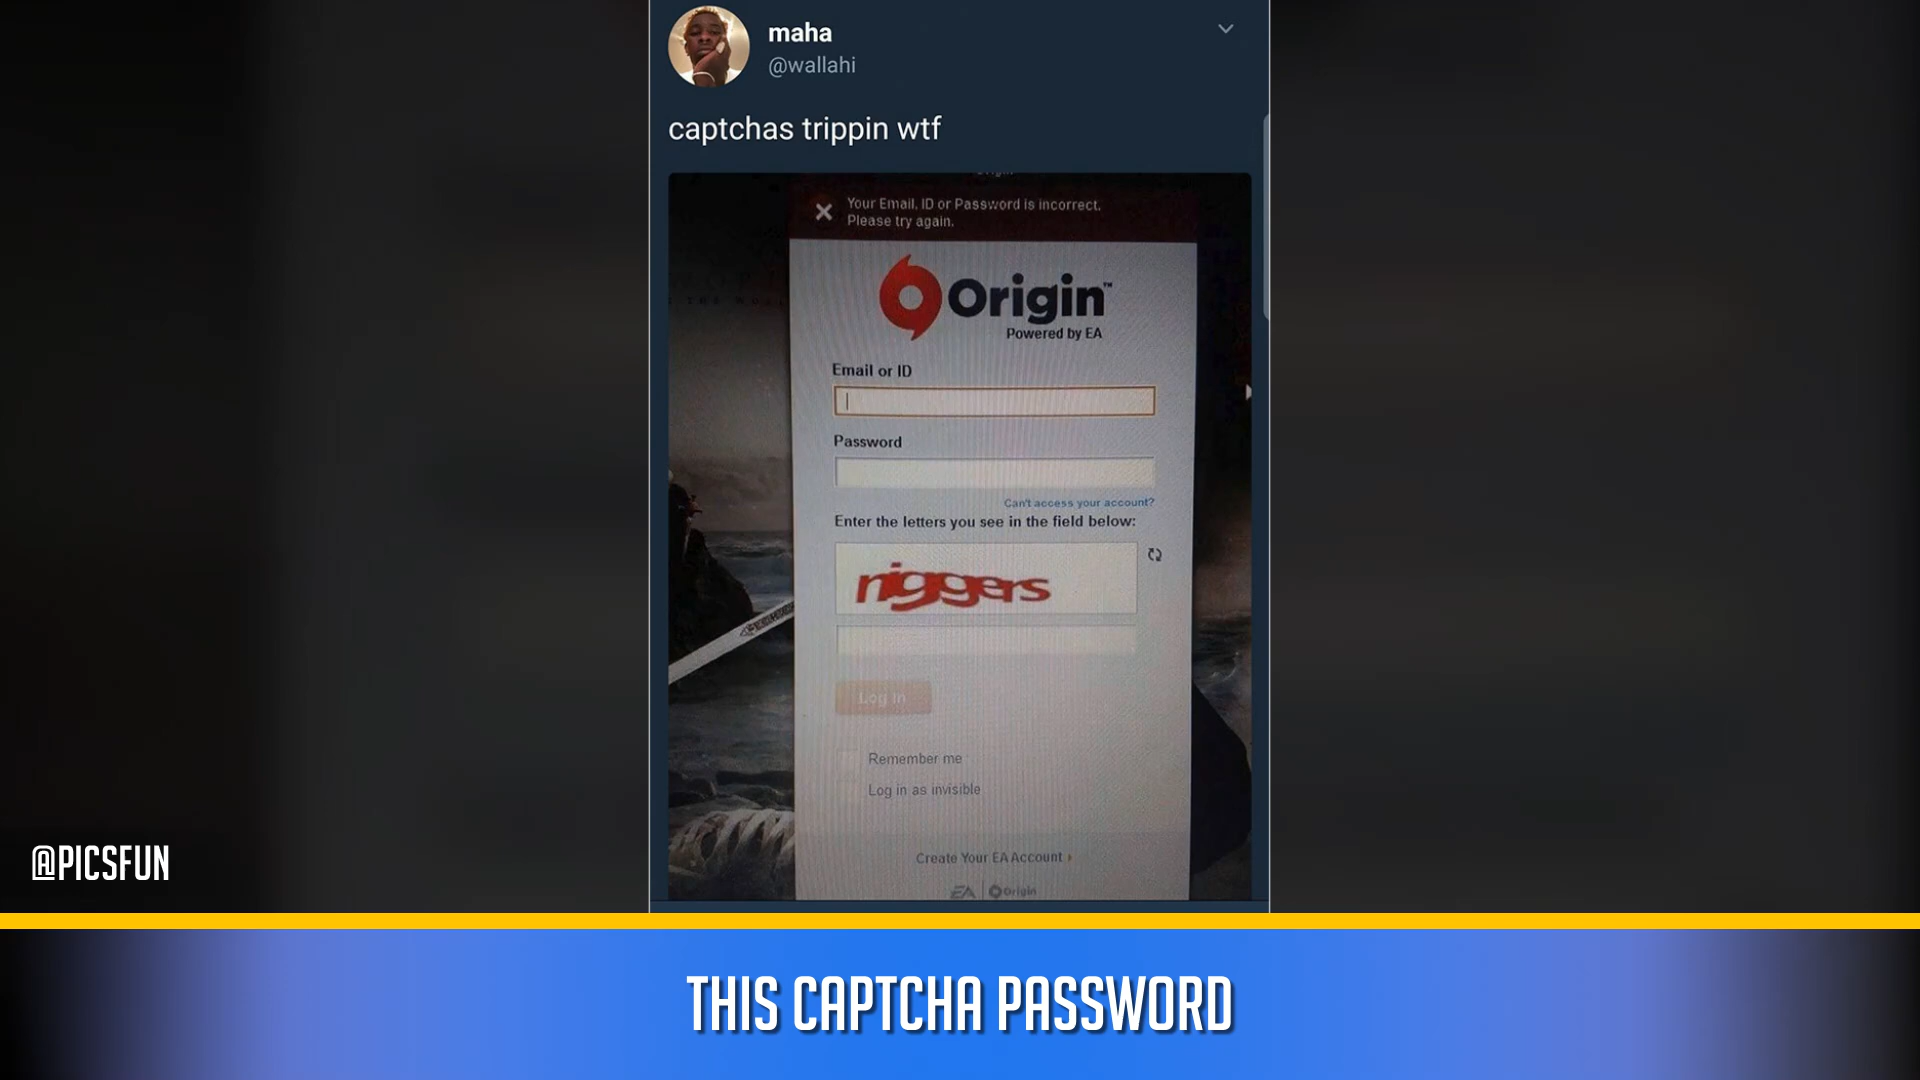 maha
@wallahi
captchas trippin wtf
Origin
Your Email, ID or Password is incorrect.
Please try again.
Origin™
Powered by EA
Email or ID
Password
Can't access your account?
Enter the letters you see in the field below:
niggers
Log In
Remember me
Log in as invisible
Create Your EA Account
EA | Origin
@PICSFUN
THIS CAPTCHA PASSWORD